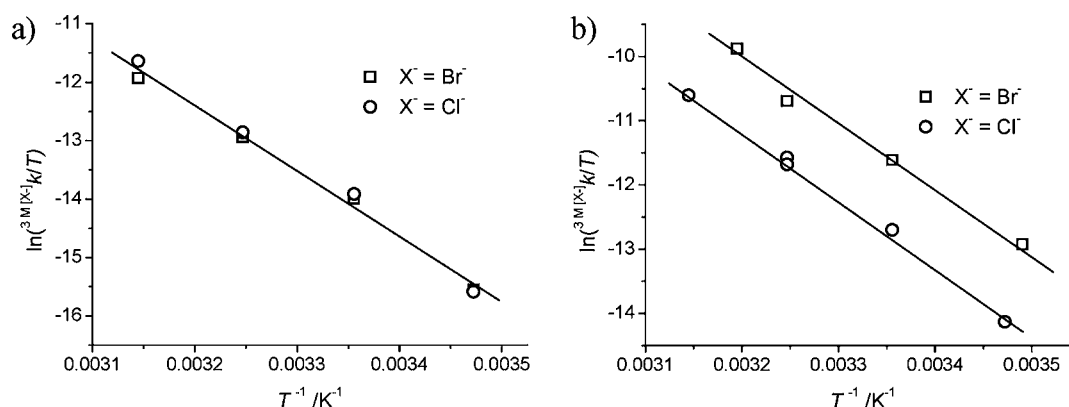 a)
-11
-12
-13
-14
-15
-16
ln(³ ᴹ [X-]k/T)
X⁻ = Br⁻
X⁻ = Cl⁻
0.0031 0.0032 0.0033 0.0034 0.0035
T⁻¹ /K⁻¹
b)
-10
-11
-12
-13
-14
ln(³ ᴹ [X-]k/T)
X⁻ = Br⁻
X⁻ = Cl⁻
0.0031 0.0032 0.0033 0.0034 0.0035
T⁻¹ /K⁻¹